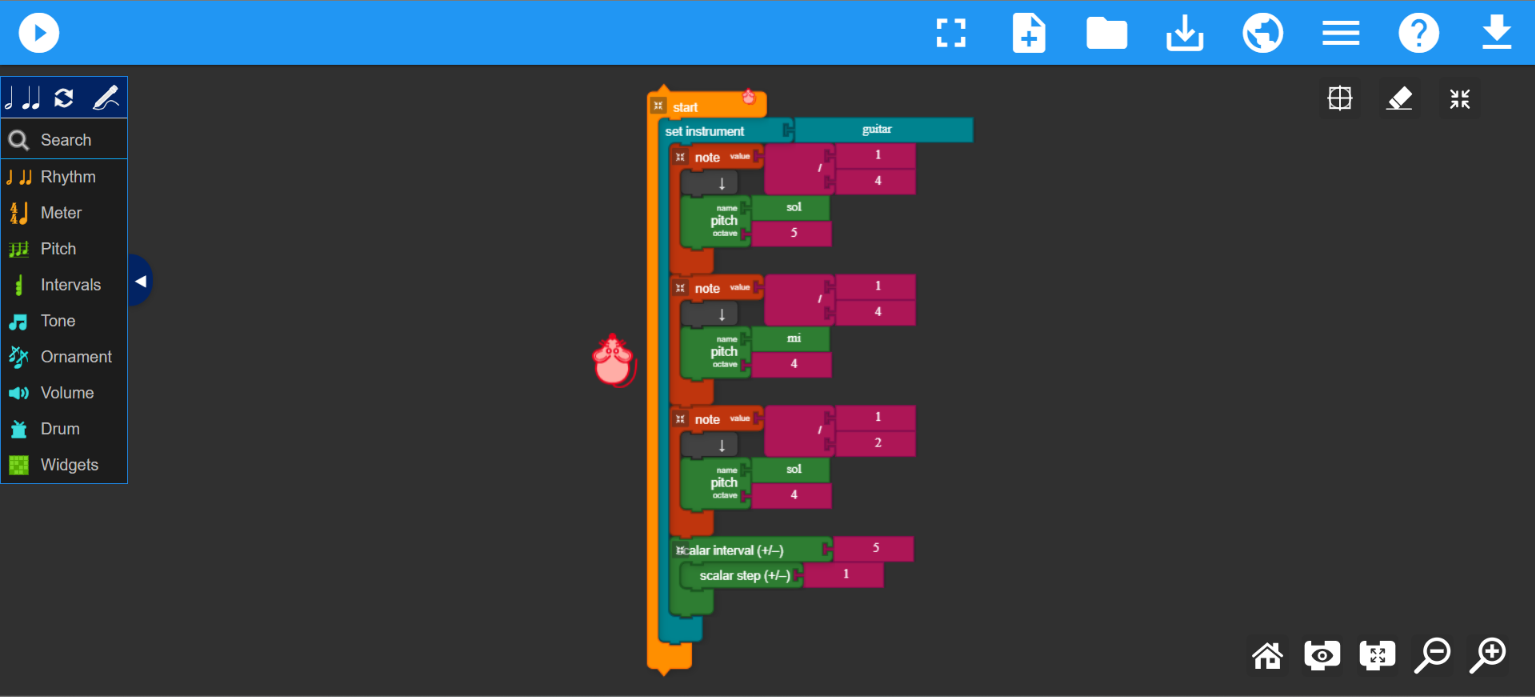 Search
Rhythm
Meter
Pitch
Intervals
Tone
Ornament
Volume
Drum
Widgets
start
set instrument guitar
note value / 1
4
↓
name sol
pitch
octave 5
note value / 1
4
↓
name mi
pitch
octave 4
note value / 1
2
↓
name sol
pitch
octave 4
scalar interval (+/–) 5
scalar step (+/–) 1